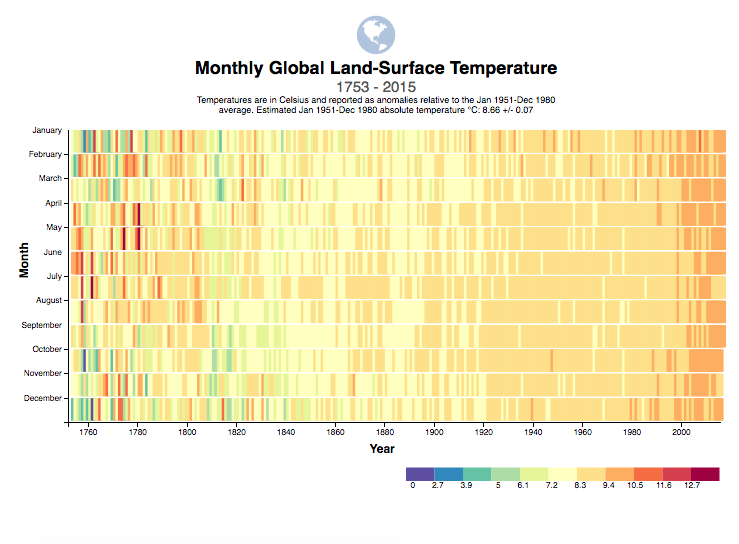 Monthly Global Land-Surface Temperature
1753 - 2015
Temperatures are in Celsius and reported as anomalies relative to the Jan 1951-Dec 1980
average. Estimated Jan 1951-Dec 1980 absolute temperature °C: 8.66 +/- 0.07
January
February
March
April
May
June
July
August
September
October
November
December
Month
1760 1780 1800 1820 1840 1860 1880 1900 1920 1940 1960 1980 2000
Year
0 2.7 3.9 5 6.1 7.2 8.3 9.4 10.5 11.6 12.7